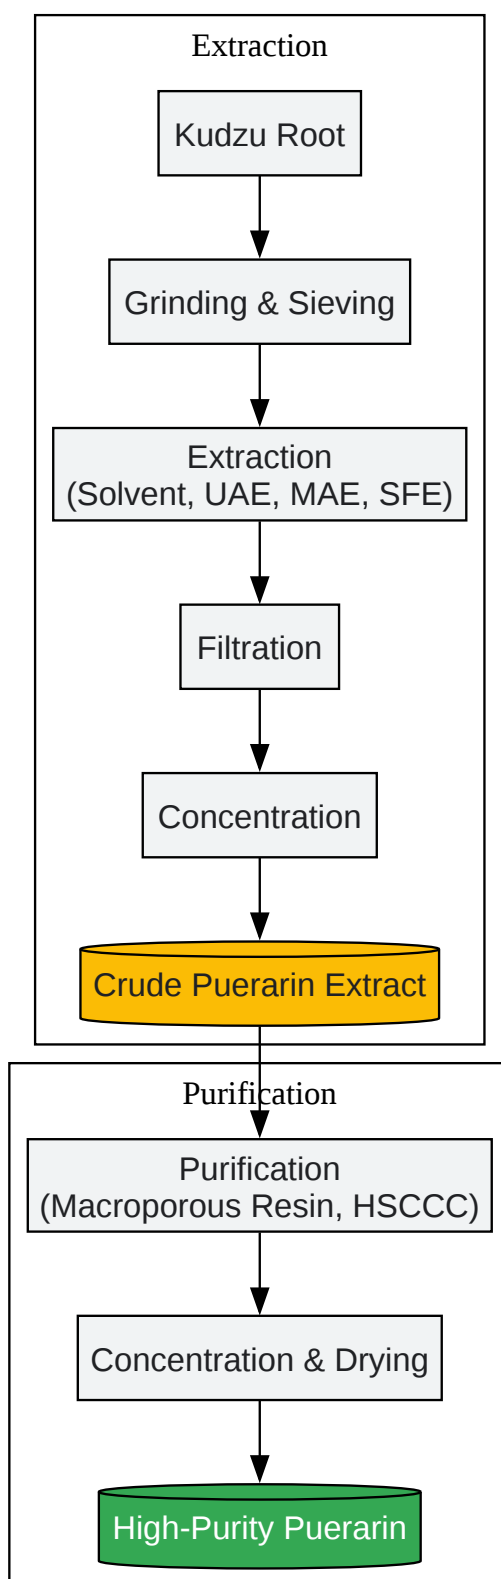 Extraction
Kudzu Root
Grinding & Sieving
Extraction
(Solvent, UAE, MAE, SFE)
Filtration
Concentration
Crude Puerarin Extract
Purification
Purification
(Macroporous Resin, HSCCC)
Concentration & Drying
High-Purity Puerarin